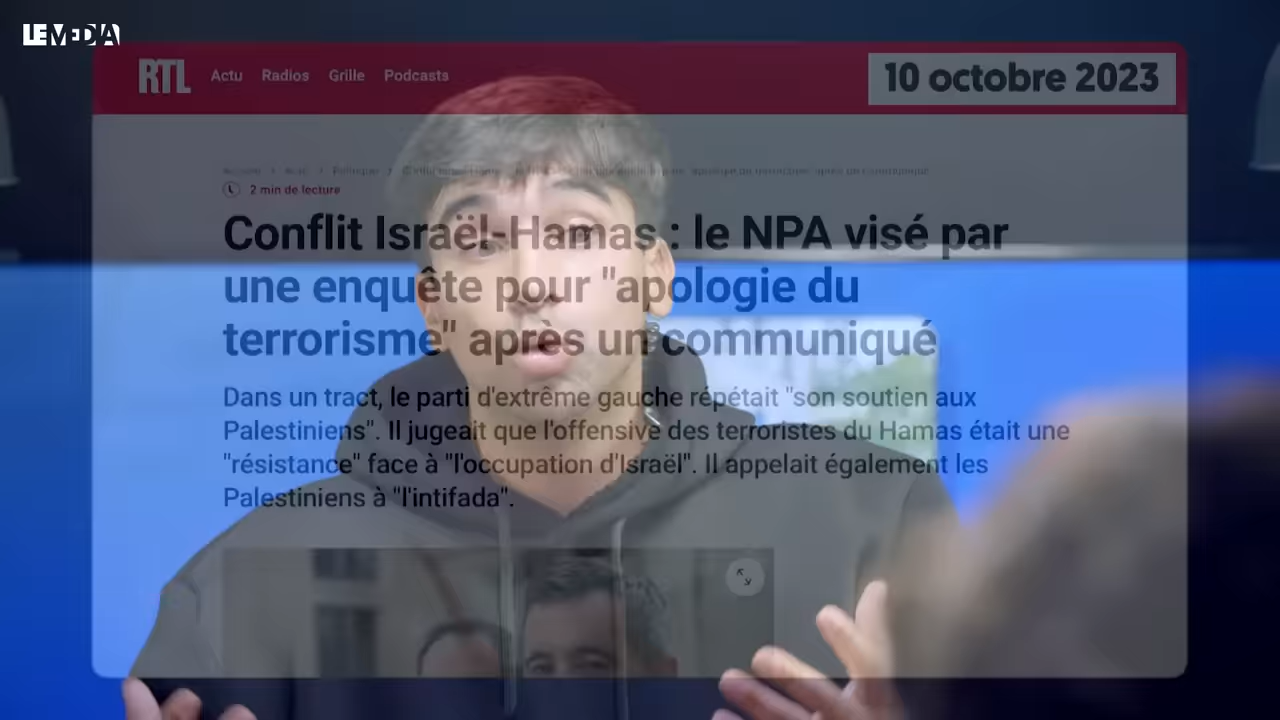 LEMEDIA
RTL Actu Radios Grille Podcasts
10 octobre 2023
2 min de lecture
Conflit Israël-Hamas : le NPA visé par
une enquête pour "apologie du
terrorisme" après un communiqué
Dans un tract, le parti d'extrême gauche répétait "son soutien aux
Palestiniens". Il jugeait que l'offensive des terroristes du Hamas était une
"résistance" face à "l'occupation d'Israël". Il appelait également les
Palestiniens à "l'intifada".